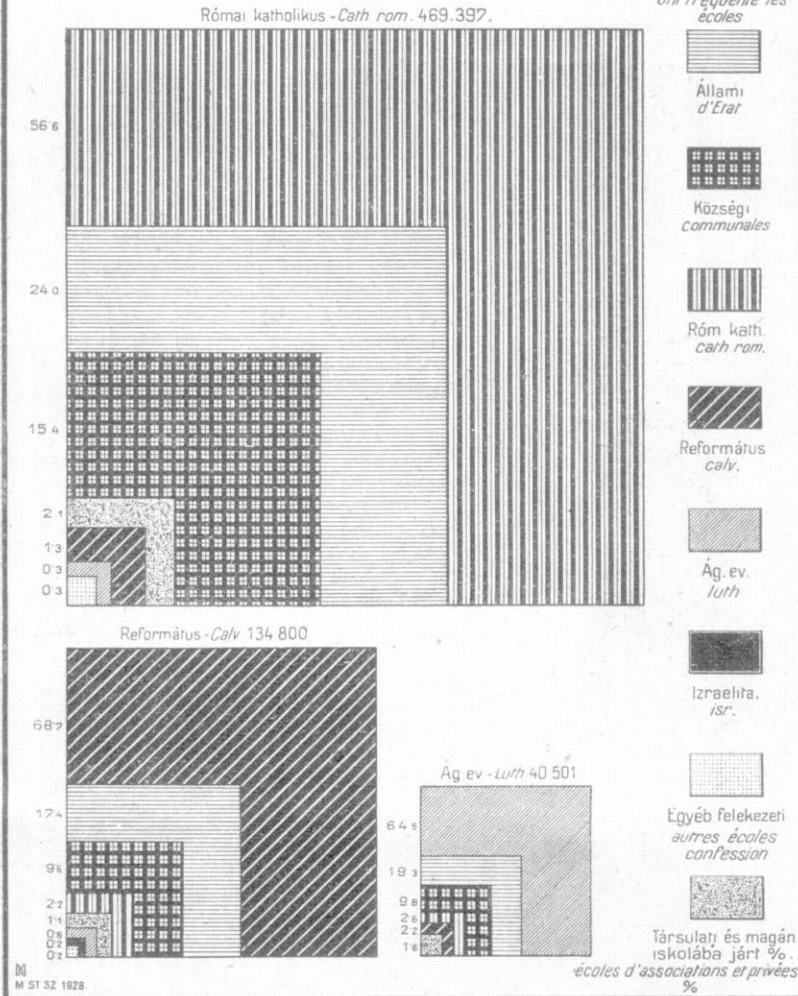 Római katholikus - Cath rom. 469.397.
56·6
24 0
15 4
2 1
1·3
0·3
0·3
Református - Calv 134 800
68·7
17 4
9·6
2·2
1·1
0·6
0·2
0·2
Ág ev - Luth 40 501
64 5
19 3
9 8
2·6
2·2
1·6
ont fréquenté les
écoles
Állami
d'Etat
Községi
communales
Róm kath.
cath rom.
Református
calv.
Ág. ev.
luth
Izraelita.
isr.
Egyéb felekezeti
autres écoles
confession
Társulati és magán
iskolába járt %.
écoles d'associations et privées
%
M ST SZ 1928